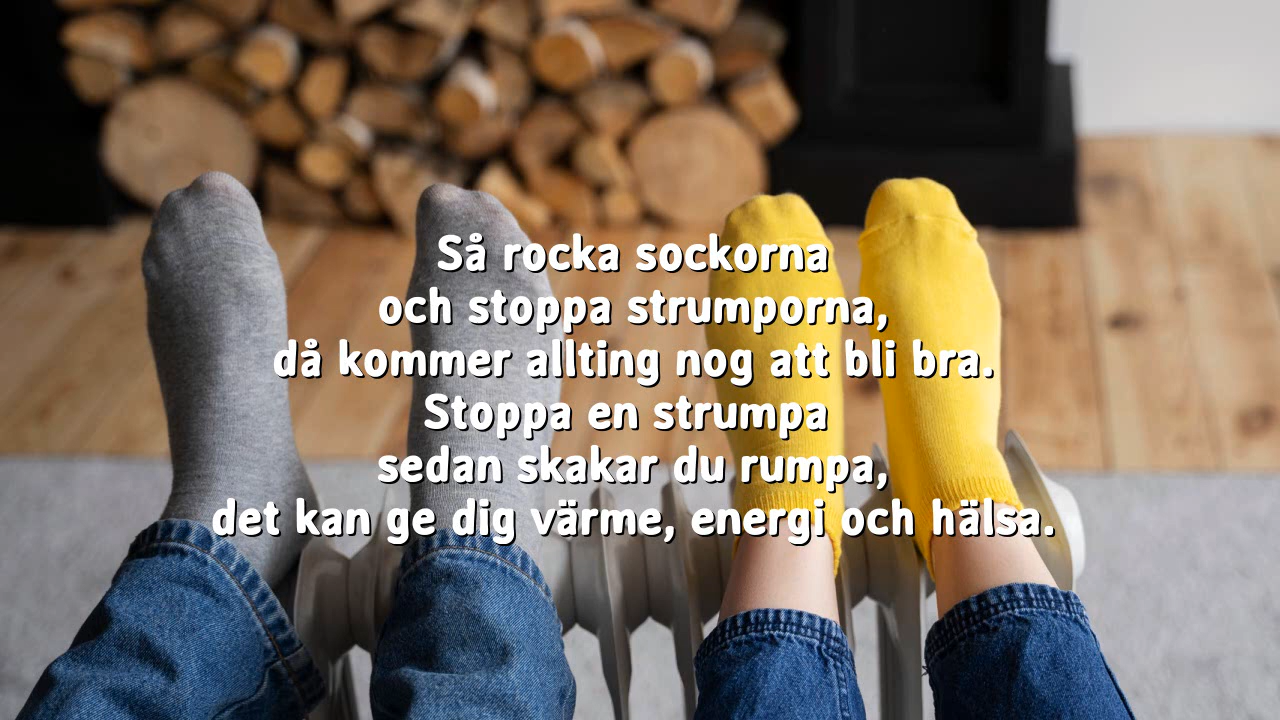 Så rocka sockorna
och stoppa strumporna,
då kommer allting nog att bli bra.
Stoppa en strumpa
sedan skakar du rumpa,
det kan ge dig värme, energi och hälsa.